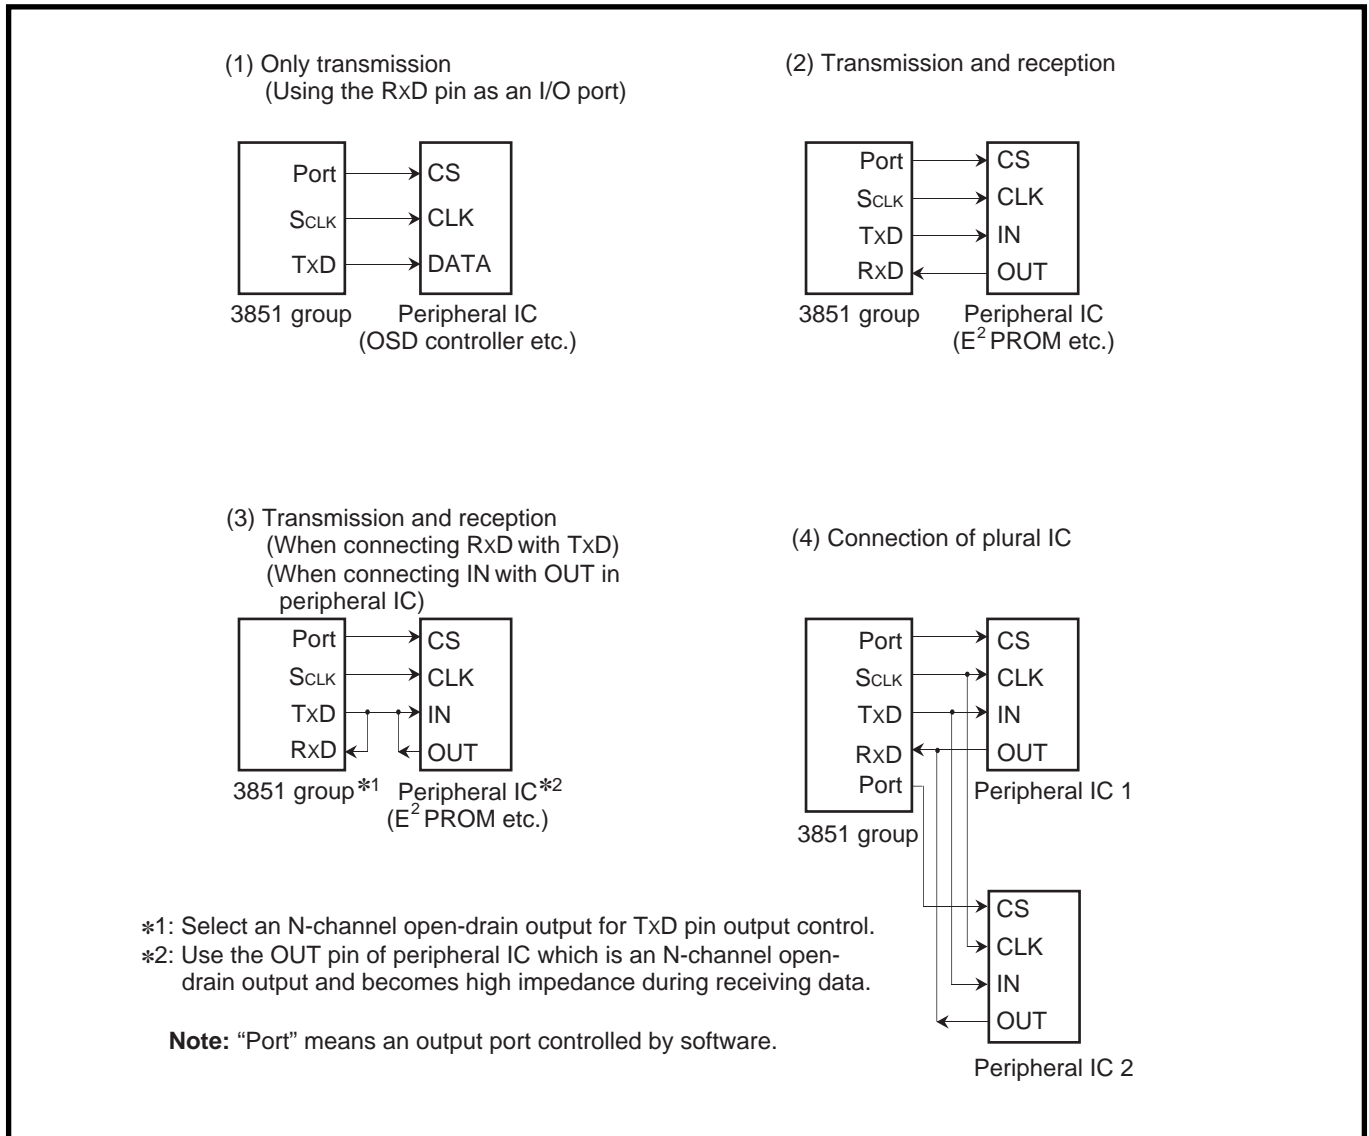 (1) Only transmission
(Using the RxD pin as an I/O port)
Port
SCLK
TxD
CS
CLK
DATA
3851 group
Peripheral IC
(OSD controller etc.)
(2) Transmission and reception
Port
SCLK
TxD
RxD
CS
CLK
IN
OUT
3851 group
Peripheral IC
(E² PROM etc.)
(3) Transmission and reception
(When connecting RxD with TxD)
(When connecting IN with OUT in
peripheral IC)
Port
SCLK
TxD
RxD
CS
CLK
IN
OUT
3851 group*1
Peripheral IC*2
(E² PROM etc.)
(4) Connection of plural IC
Port
SCLK
TxD
RxD
Port
CS
CLK
IN
OUT
3851 group
Peripheral IC 1
CS
CLK
IN
OUT
Peripheral IC 2
*1: Select an N-channel open-drain output for TxD pin output control.
*2: Use the OUT pin of peripheral IC which is an N-channel open-
drain output and becomes high impedance during receiving data.
Note: “Port” means an output port controlled by software.